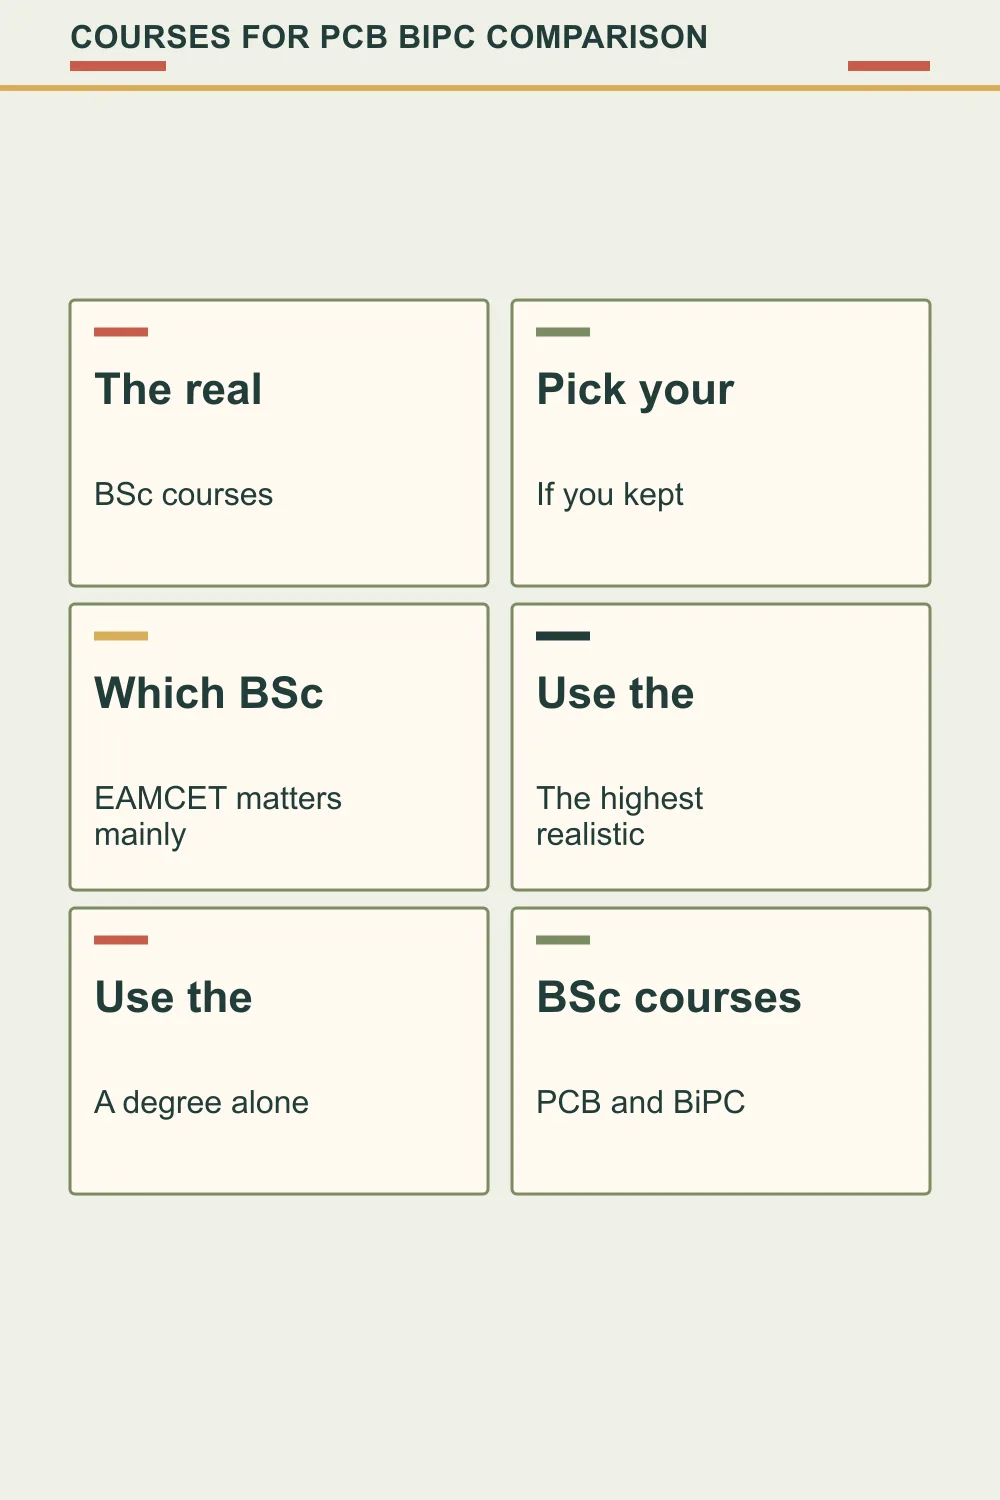 COURSES FOR PCB BIPC COMPARISON
The real
BSc courses
Pick your
If you kept
Which BSc
EAMCET matters
mainly
Use the
The highest
realistic
Use the
A degree alone
BSc courses
PCB and BiPC